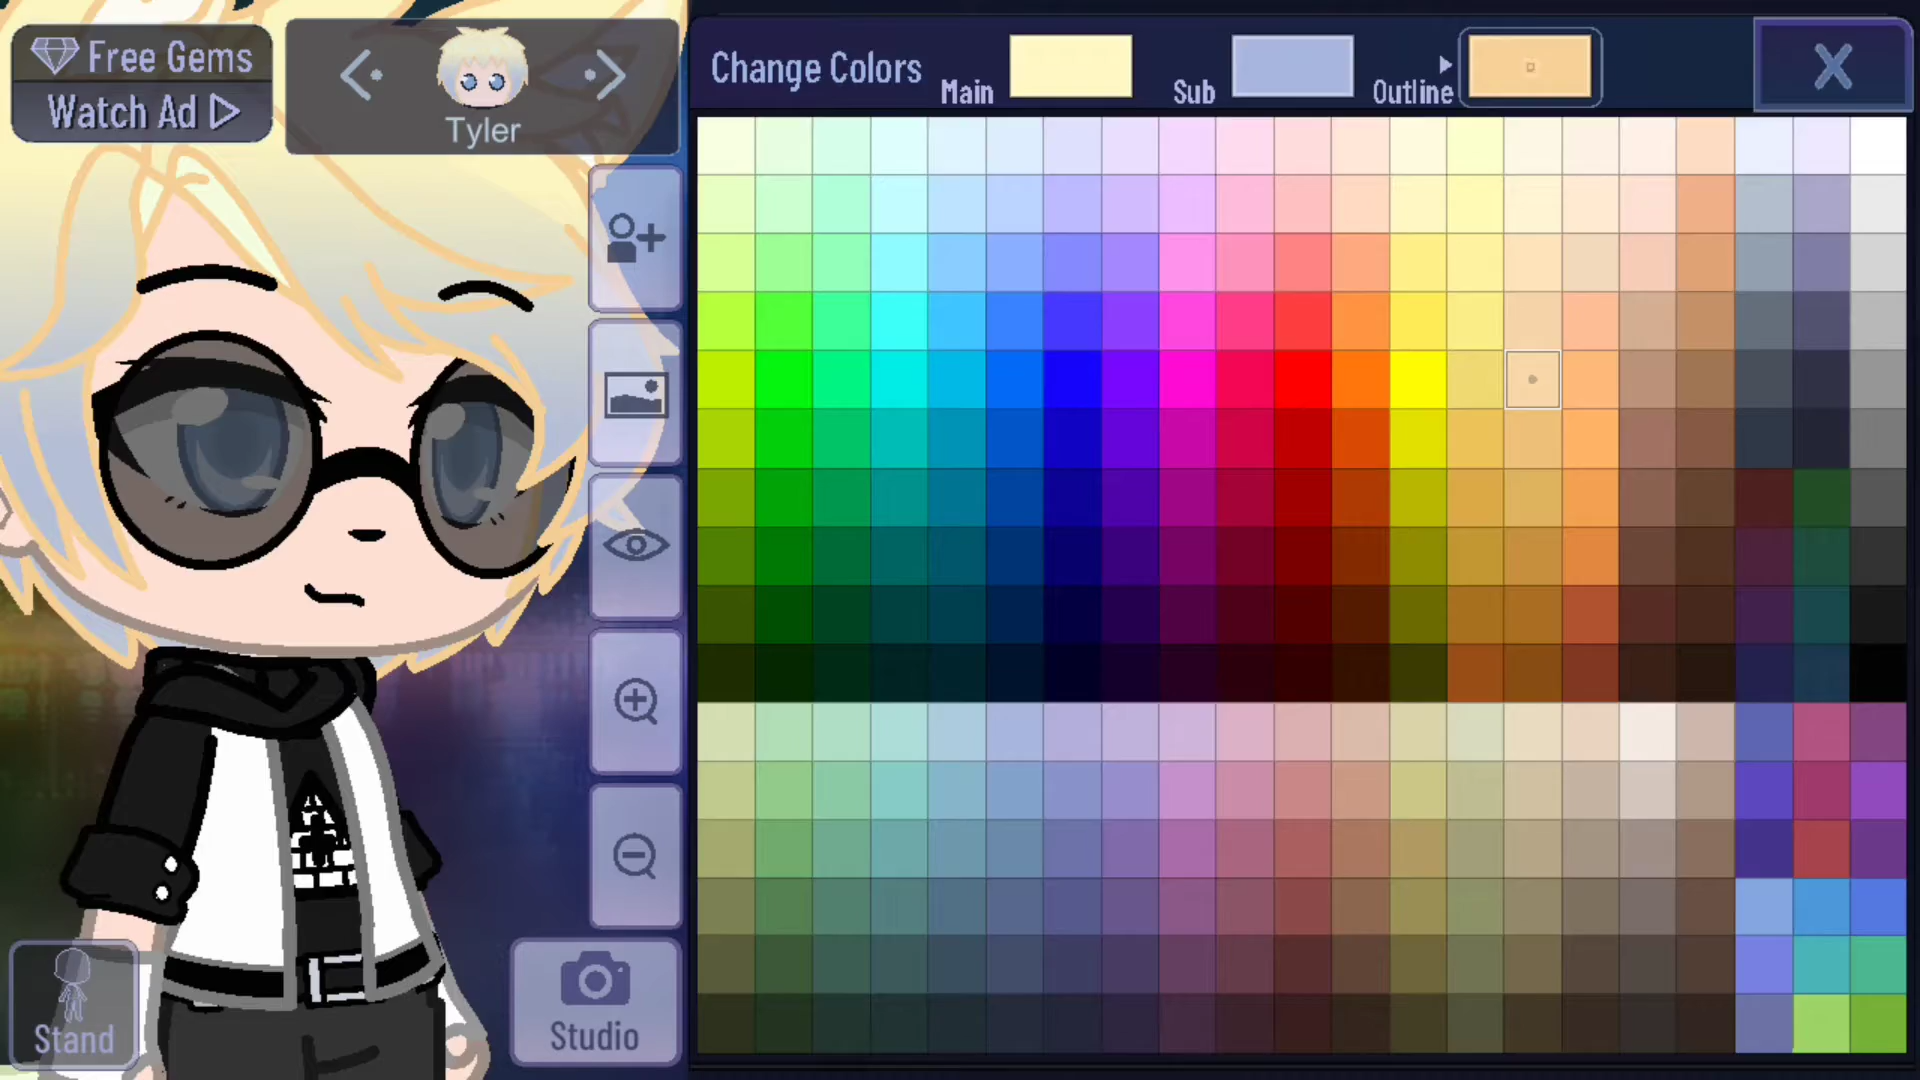 Free Gems
Watch Ad
Tyler
Change Colors
Main
Sub
Outline
X
Stand
Studio